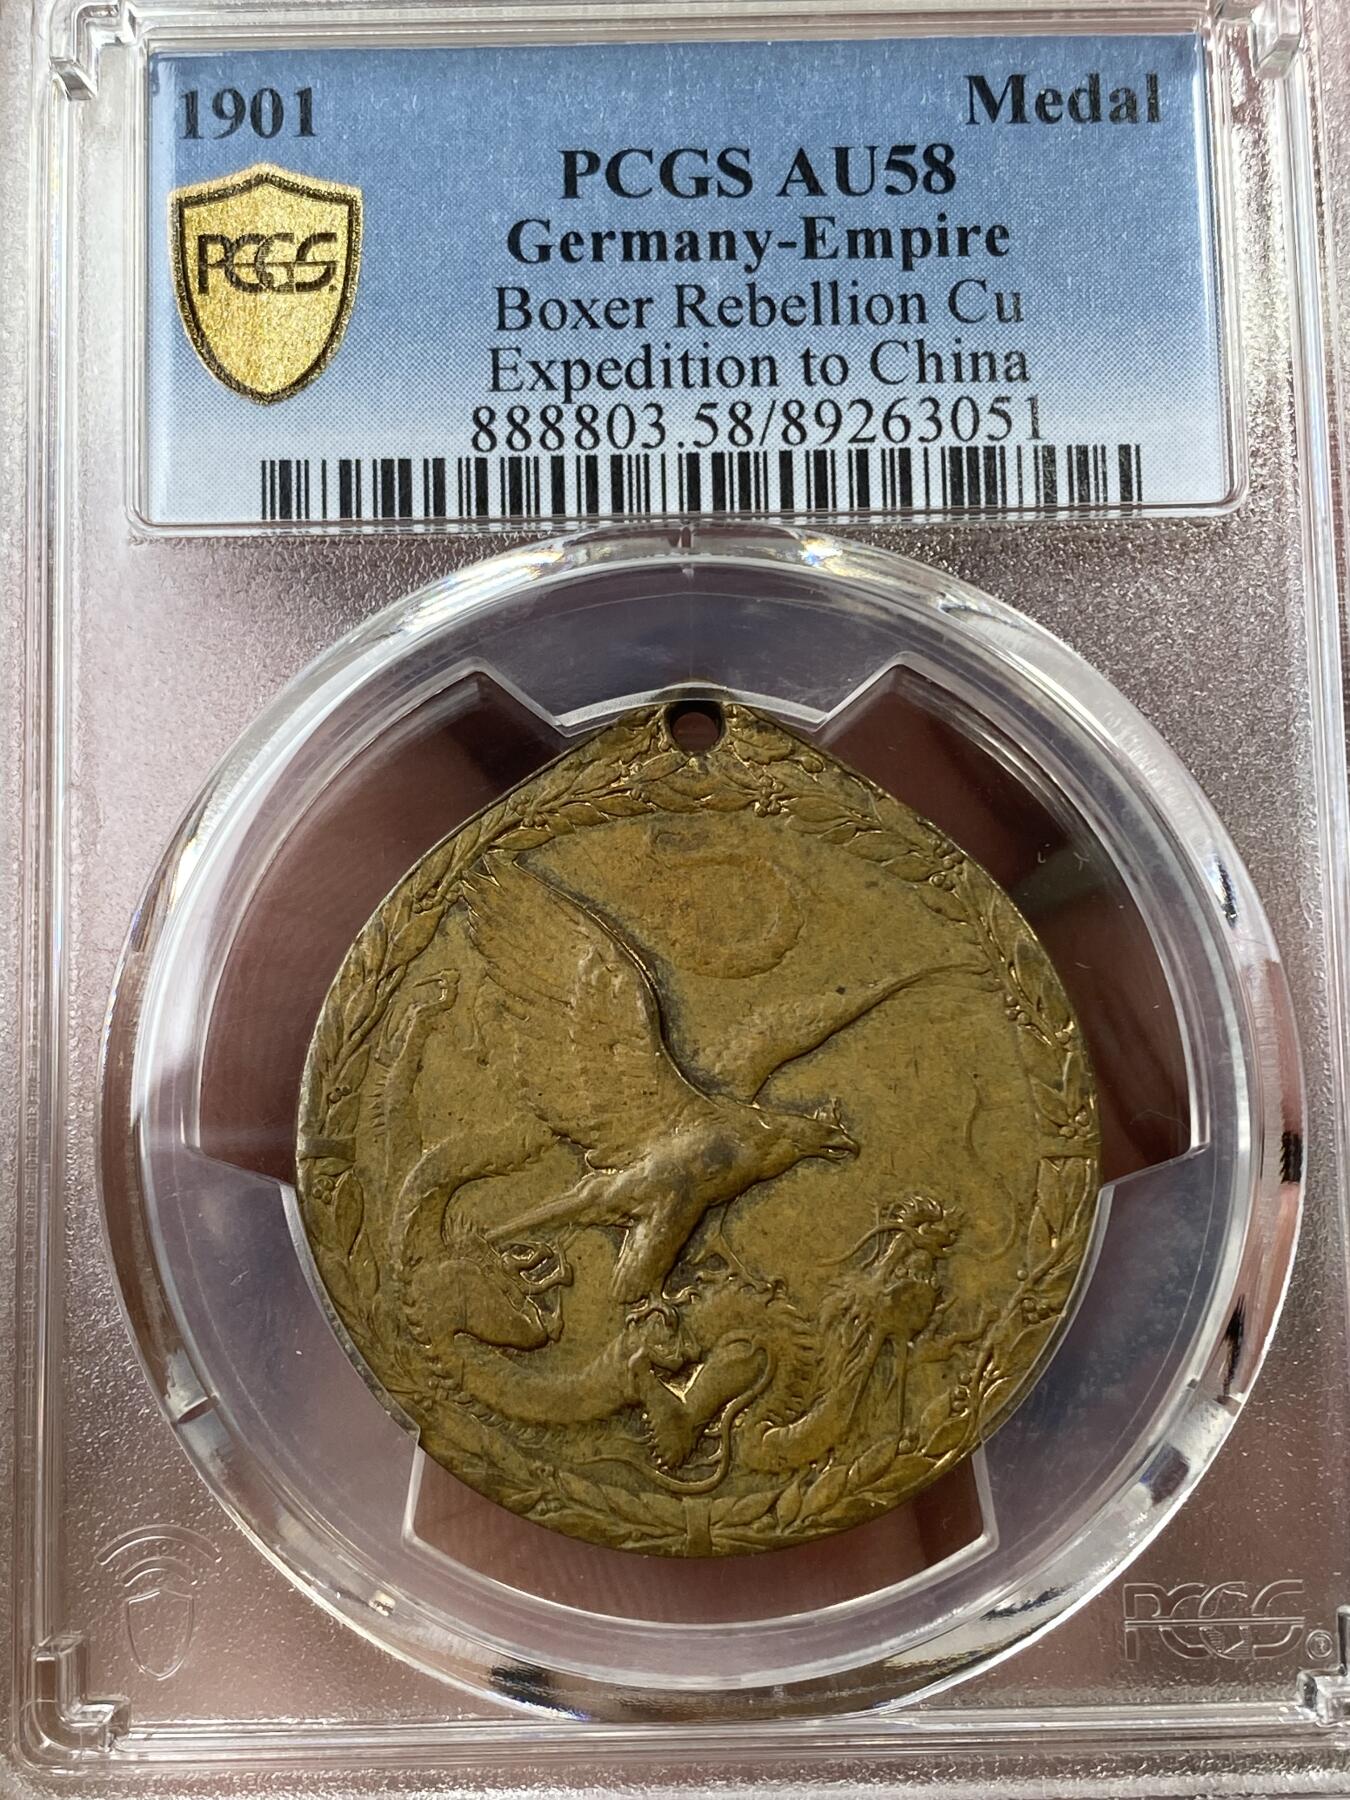 1901
Medal
PCGS AU58
Germany-Empire
PCGS
Boxer Rebellion Cu
Expedition to China
888803.58/89263051
PCGS